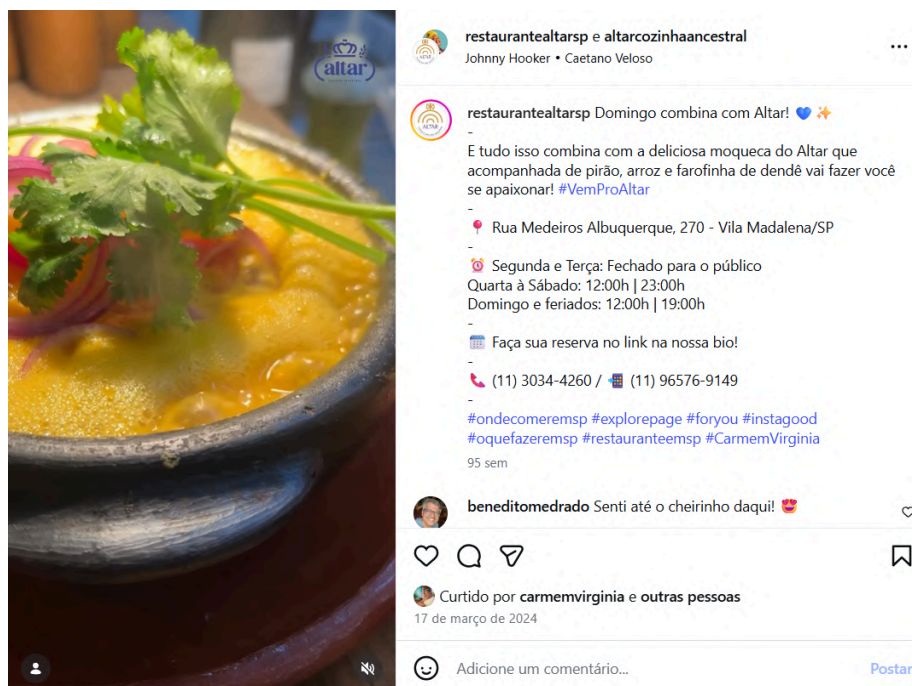 altar
restaurantealtarsp e altarcozinhaancestral
Johnny Hooker • Caetano Veloso
restaurantealtarsp Domingo combina com Altar! 💙 ✨
-
E tudo isso combina com a deliciosa moqueca do Altar que
acompanhada de pirão, arroz e farofinha de dendê vai fazer você
se apaixonar! #VemProAltar
-
📍 Rua Medeiros Albuquerque, 270 - Vila Madalena/SP
-
⏰ Segunda e Terça: Fechado para o público
Quarta à Sábado: 12:00h | 23:00h
Domingo e feriados: 12:00h | 19:00h
-
🗓️ Faça sua reserva no link na nossa bio!
-
📞 (11) 3034-4260 / 📲 (11) 96576-9149
-
#ondecomeremsp #explorepage #foryou #instagood
#oquefazeremsp #restauranteemsp #CarmemVirginia
95 sem
beneditomedrado Senti até o cheirinho daqui! 😍
Curtido por carmemvirginia e outras pessoas
17 de março de 2024
Adicione um comentário...
Postar